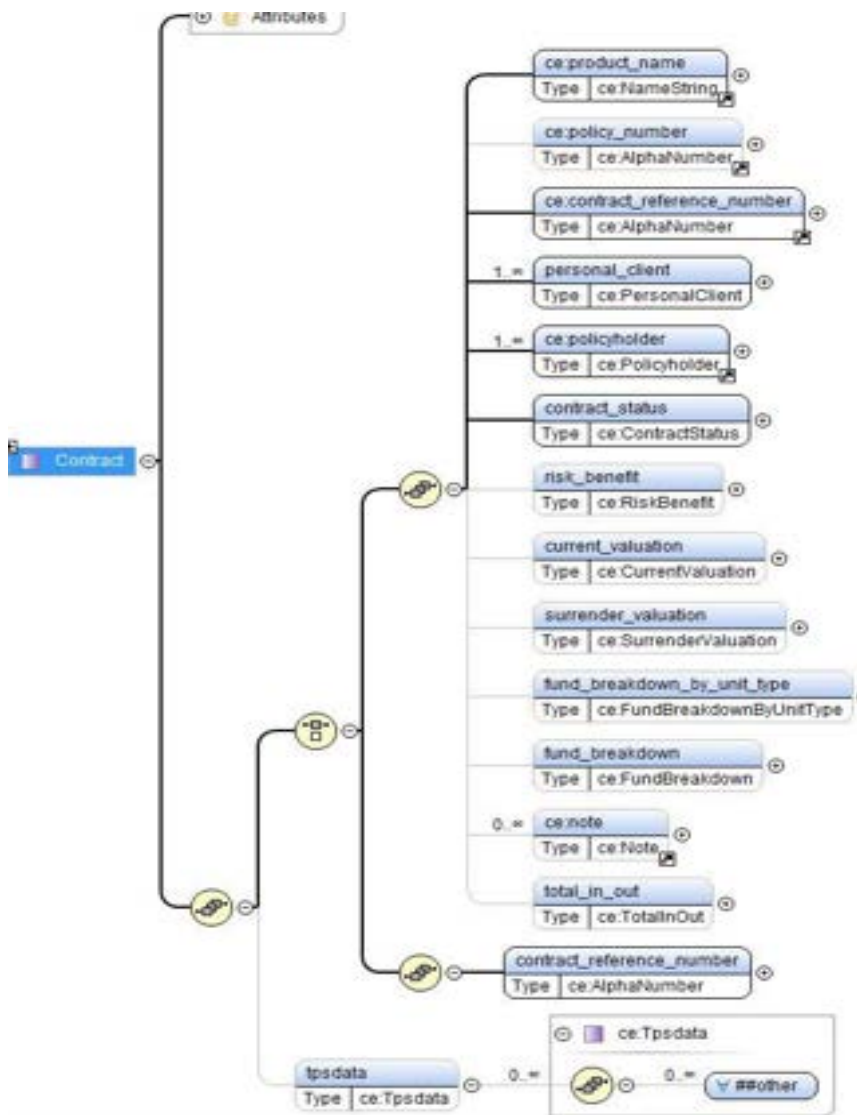 Attributes
ce:product_name
Type ce:NameString
ce:policy_number
Type ce:AlphaNumber
ce:contract_reference_number
Type ce:AlphaNumber
1..∞ personal_client
Type ce:PersonalClient
1..∞ ce:policyholder
Type ce:Policyholder
contract_status
Type ce:ContractStatus
Contract
risk_benefit
Type ce:RiskBenefit
current_valuation
Type ce:CurrentValuation
surrender_valuation
Type ce:SurrenderValuation
fund_breakdown_by_unit_type
Type ce:FundBreakdownByUnitType
fund_breakdown
Type ce:FundBreakdown
0..∞ ce:note
Type ce:Note
total_in_out
Type ce:TotalInOut
contract_reference_number
Type ce:AlphaNumber
ce:Tpsdata
tpsdata
Type ce:Tpsdata
0..∞ 0..∞ ##other